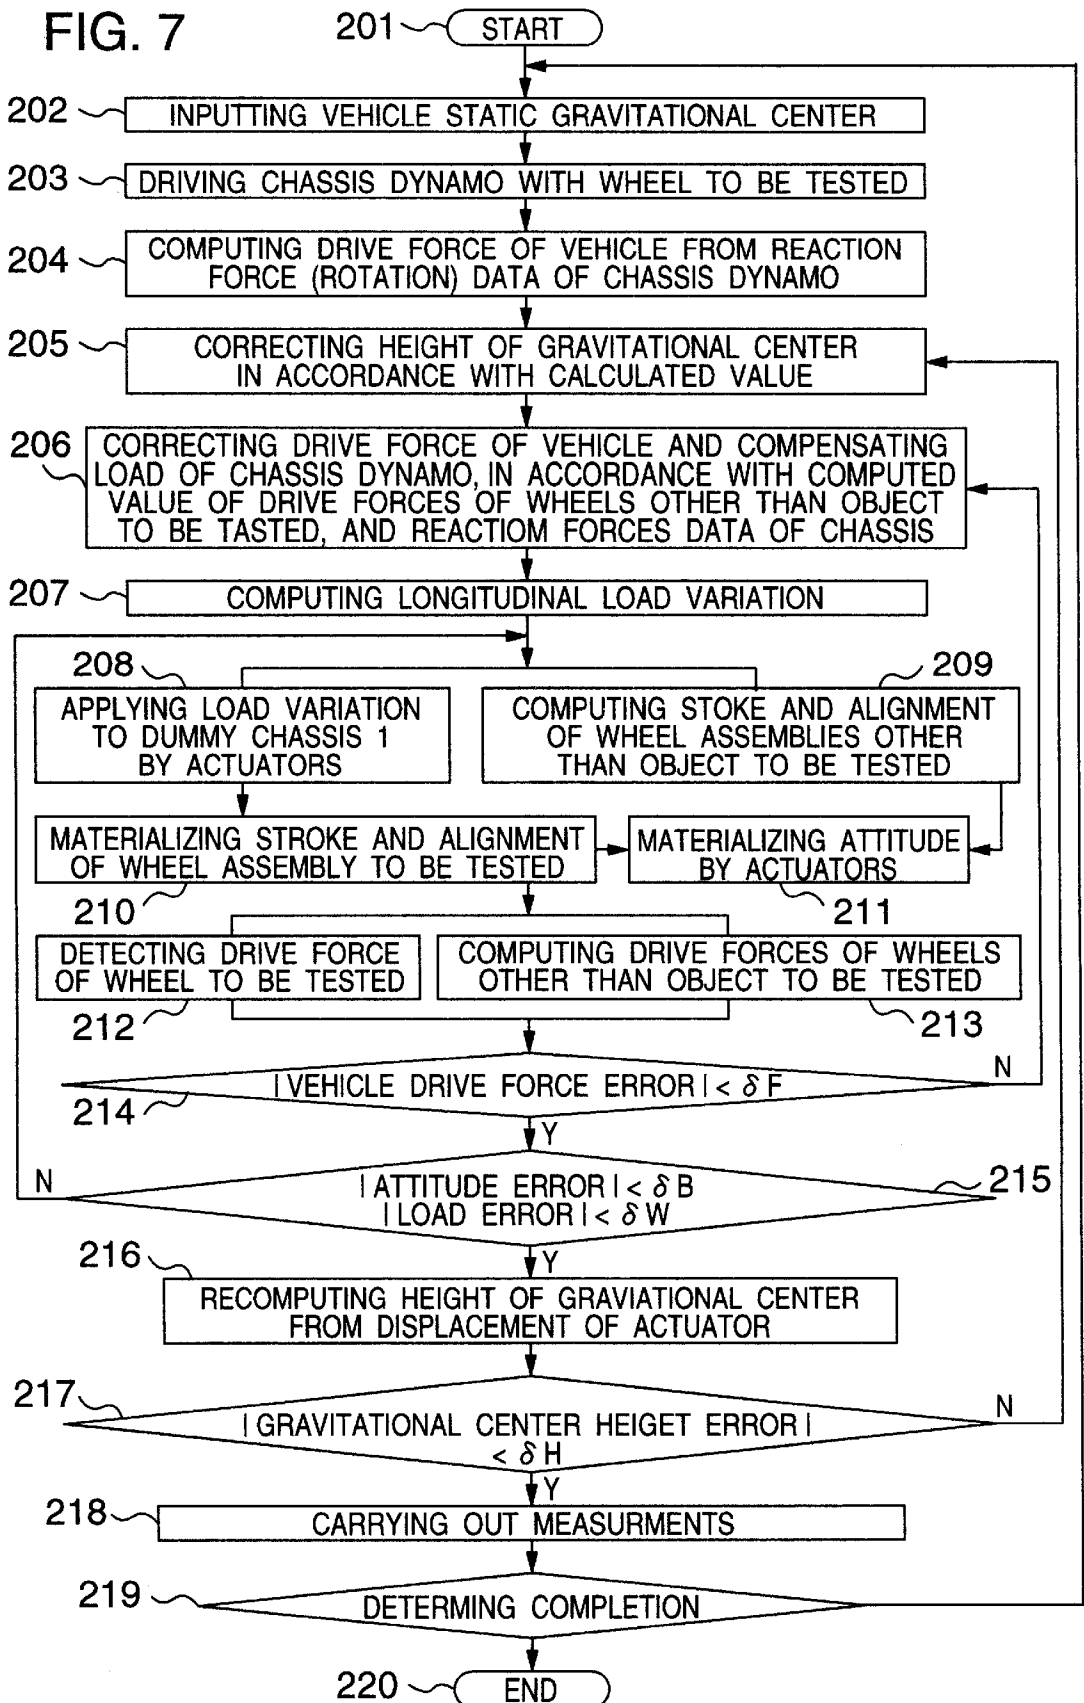 FIG. 7
201
START
202
INPUTTING VEHICLE STATIC GRAVITATIONAL CENTER
203
DRIVING CHASSIS DYNAMO WITH WHEEL TO BE TESTED
204
COMPUTING DRIVE FORCE OF VEHICLE FROM REACTION
FORCE (ROTATION) DATA OF CHASSIS DYNAMO
205
CORRECTING HEIGHT OF GRAVITATIONAL CENTER
IN ACCORDANCE WITH CALCULATED VALUE
206
CORRECTING DRIVE FORCE OF VEHICLE AND COMPENSATING
LOAD OF CHASSIS DYNAMO, IN ACCORDANCE WITH COMPUTED
VALUE OF DRIVE FORCES OF WHEELS OTHER THAN OBJECT
TO BE TASTED, AND REACTIOM FORCES DATA OF CHASSIS
207
COMPUTING LONGITUDINAL LOAD VARIATION
208
APPLYING LOAD VARIATION
TO DUMMY CHASSIS 1
BY ACTUATORS
209
COMPUTING STOKE AND ALIGNMENT
OF WHEEL ASSEMBLIES OTHER
THAN OBJECT TO BE TESTED
MATERIALIZING STROKE AND ALIGNMENT
OF WHEEL ASSEMBLY TO BE TESTED
210
MATERIALIZING ATTITUDE
BY ACTUATORS
211
DETECTING DRIVE FORCE
OF WHEEL TO BE TESTED
212
COMPUTING DRIVE FORCES OF WHEELS
OTHER THAN OBJECT TO BE TESTED
213
214
| VEHICLE DRIVE FORCE ERROR | < δ F
N
Y
215
| ATTITUDE ERROR | < δ B
| LOAD ERROR | < δ W
N
Y
216
RECOMPUTING HEIGHT OF GRAVIATIONAL CENTER
FROM DISPLACEMENT OF ACTUATOR
217
| GRAVITATIONAL CENTER HEIGET ERROR |
< δ H
N
Y
218
CARRYING OUT MEASURMENTS
219
DETERMING COMPLETION
220
END